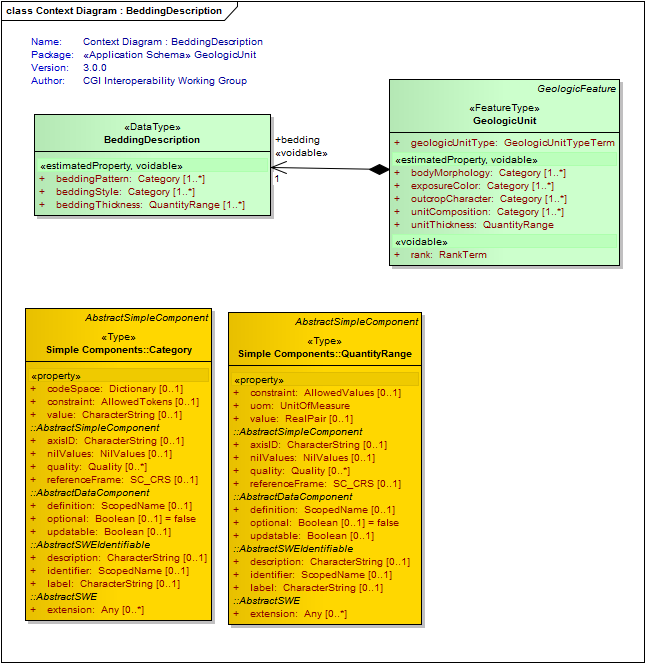 class Context Diagram : BeddingDescription
Name: Context Diagram : BeddingDescription
Package: «Application Schema» GeologicUnit
Version: 3.0.0
Author: CGI Interoperability Working Group
«DataType»
BeddingDescription
«estimatedProperty, voidable»
+ beddingPattern: Category [1..*]
+ beddingStyle: Category [1..*]
+ beddingThickness: QuantityRange [1..*]
+bedding
«voidable»
1
GeologicFeature
«FeatureType»
GeologicUnit
+ geologicUnitType: GeologicUnitTypeTerm
«estimatedProperty, voidable»
+ bodyMorphology: Category [1..*]
+ exposureColor: Category [1..*]
+ outcropCharacter: Category [1..*]
+ unitComposition: Category [1..*]
+ unitThickness: QuantityRange
«voidable»
+ rank: RankTerm
AbstractSimpleComponent
«Type»
Simple Components::Category
«property»
+ codeSpace: Dictionary [0..1]
+ constraint: AllowedTokens [0..1]
+ value: CharacterString [0..1]
::AbstractSimpleComponent
+ axisID: CharacterString [0..1]
+ nilValues: NilValues [0..1]
+ quality: Quality [0..*]
+ referenceFrame: SC_CRS [0..1]
::AbstractDataComponent
+ definition: ScopedName [0..1]
+ optional: Boolean [0..1] = false
+ updatable: Boolean [0..1]
::AbstractSWEIdentifiable
+ description: CharacterString [0..1]
+ identifier: ScopedName [0..1]
+ label: CharacterString [0..1]
::AbstractSWE
+ extension: Any [0..*]
AbstractSimpleComponent
«Type»
Simple Components::QuantityRange
«property»
+ constraint: AllowedValues [0..1]
+ uom: UnitOfMeasure
+ value: RealPair [0..1]
::AbstractSimpleComponent
+ axisID: CharacterString [0..1]
+ nilValues: NilValues [0..1]
+ quality: Quality [0..*]
+ referenceFrame: SC_CRS [0..1]
::AbstractDataComponent
+ definition: ScopedName [0..1]
+ optional: Boolean [0..1] = false
+ updatable: Boolean [0..1]
::AbstractSWEIdentifiable
+ description: CharacterString [0..1]
+ identifier: ScopedName [0..1]
+ label: CharacterString [0..1]
::AbstractSWE
+ extension: Any [0..*]